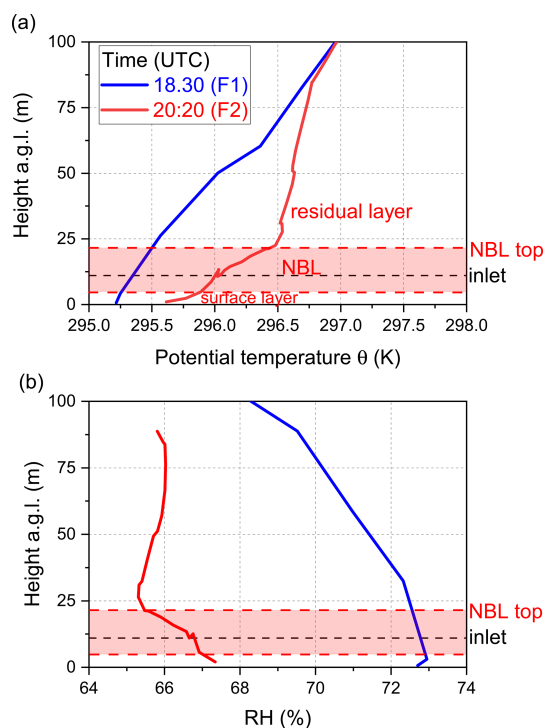 (a)
100
75
50
25
0
Height a.g.l. (m)
Time (UTC)
18.30 (F1)
20:20 (F2)
residual layer
NBL top
NBL
inlet
surface layer
295.0 295.5 296.0 296.5 297.0 297.5 298.0
Potential temperature θ (K)
(b)
100
75
50
25
0
Height a.g.l. (m)
NBL top
inlet
64 66 68 70 72 74
RH (%)